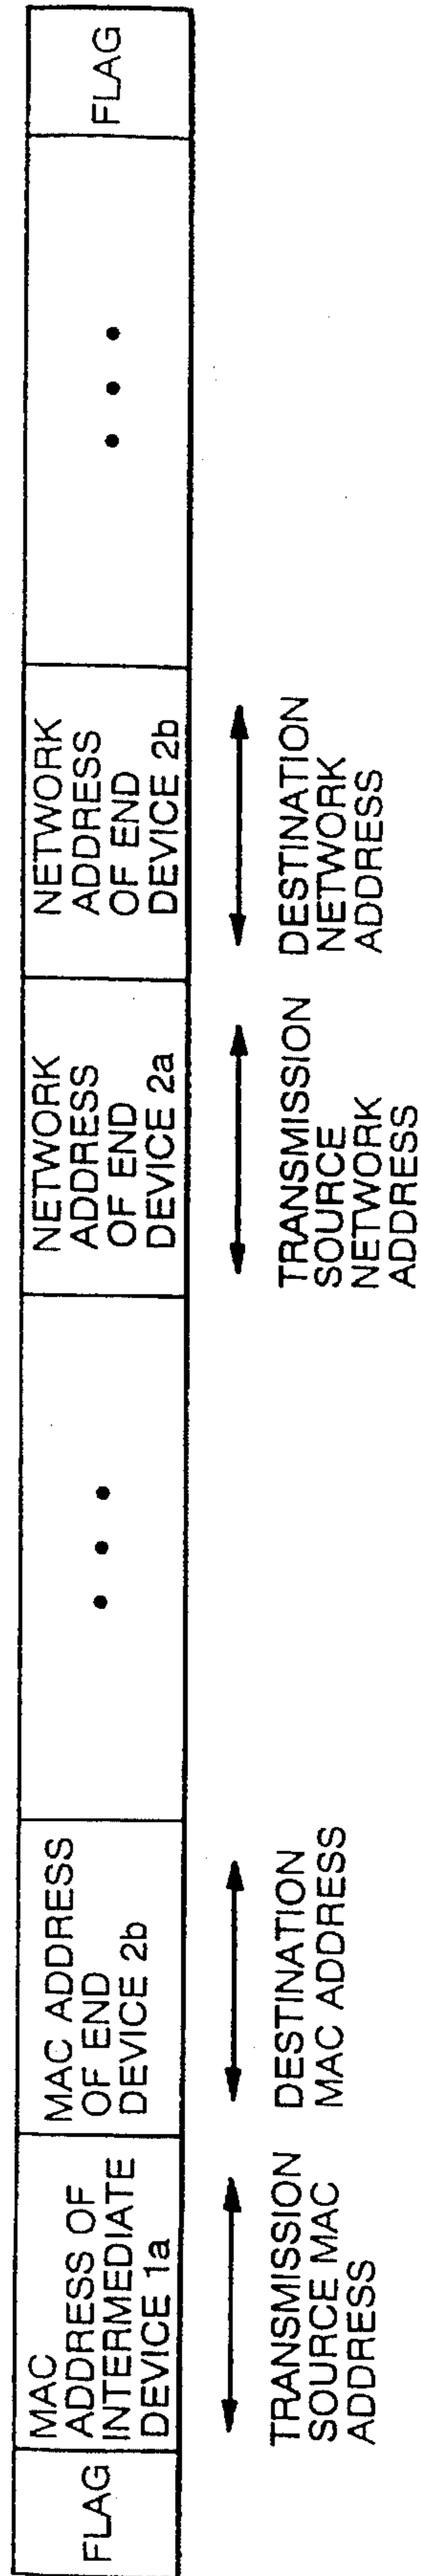 FLAG
MAC
ADDRESS OF
INTERMEDIATE
DEVICE 1a
MAC ADDRESS
OF END
DEVICE 2b
• • •
NETWORK
ADDRESS
OF END
DEVICE 2a
NETWORK
ADDRESS
OF END
DEVICE 2b
• • •
FLAG
TRANSMISSION
SOURCE MAC
ADDRESS
DESTINATION
MAC ADDRESS
TRANSMISSION
SOURCE
NETWORK
ADDRESS
DESTINATION
NETWORK
ADDRESS